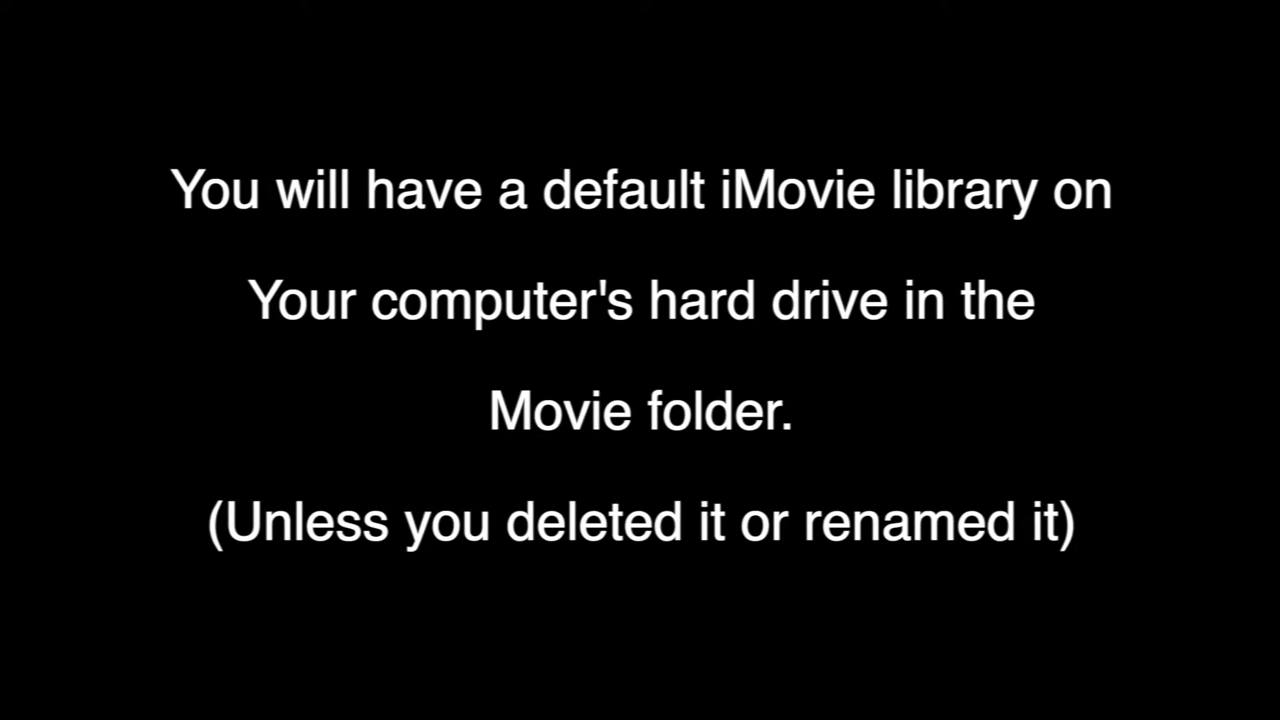 You will have a default iMovie library on
Your computer's hard drive in the
Movie folder.
(Unless you deleted it or renamed it)